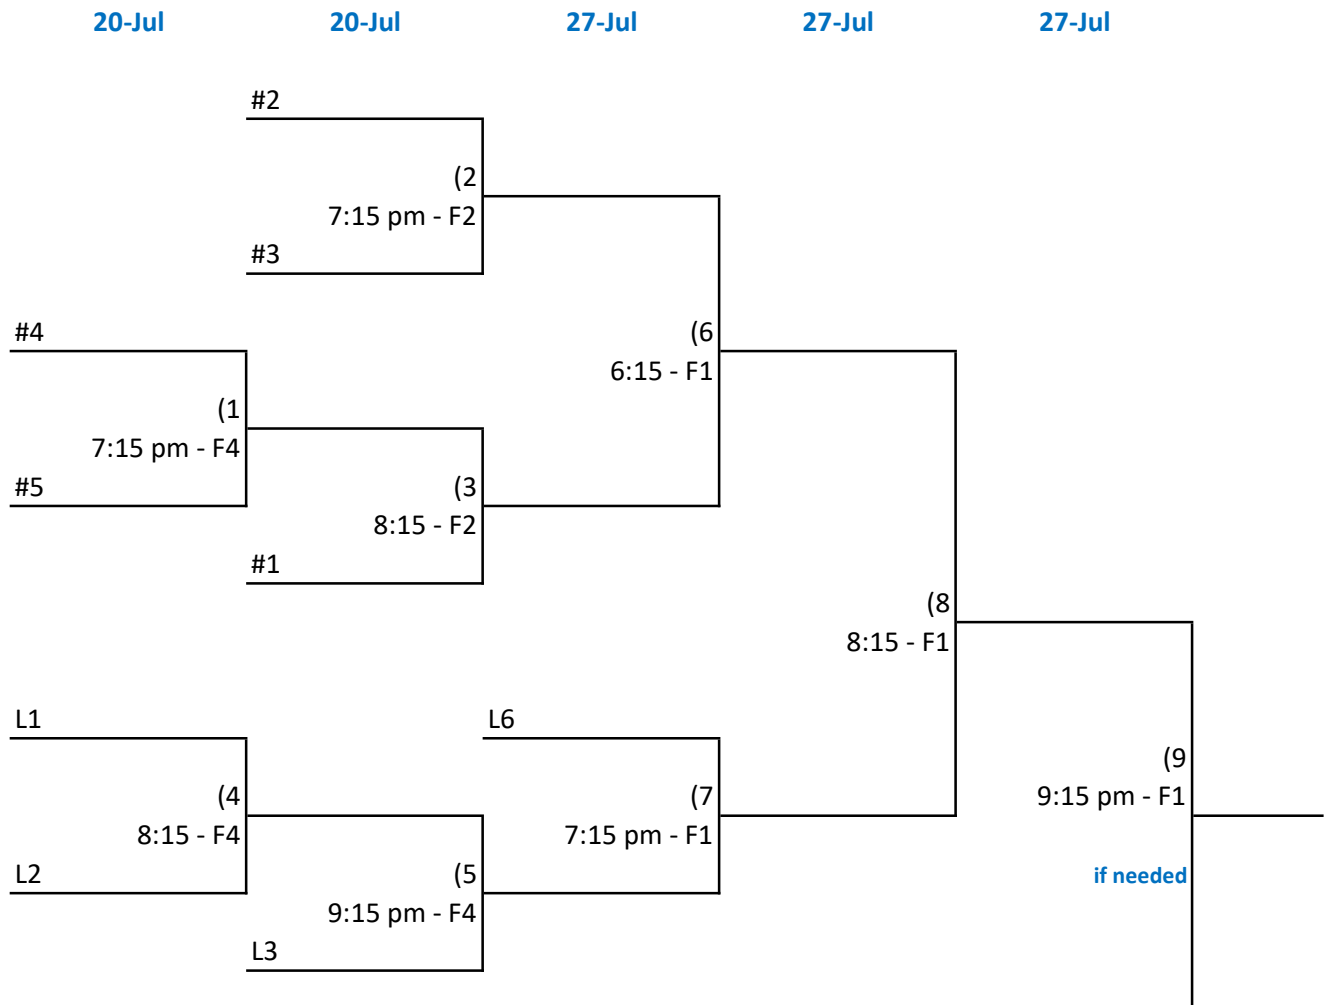 20-Jul 20-Jul 27-Jul 27-Jul 27-Jul
#2
(2
7:15 pm - F2
#3
#4
(6
6:15 - F1
(1
7:15 pm - F4
#5
(3
8:15 - F2
#1
(8
8:15 - F1
L1
L6
(9
9:15 pm - F1
(4
8:15 - F4
(7
7:15 pm - F1
L2
(5
9:15 pm - F4
if needed
L3